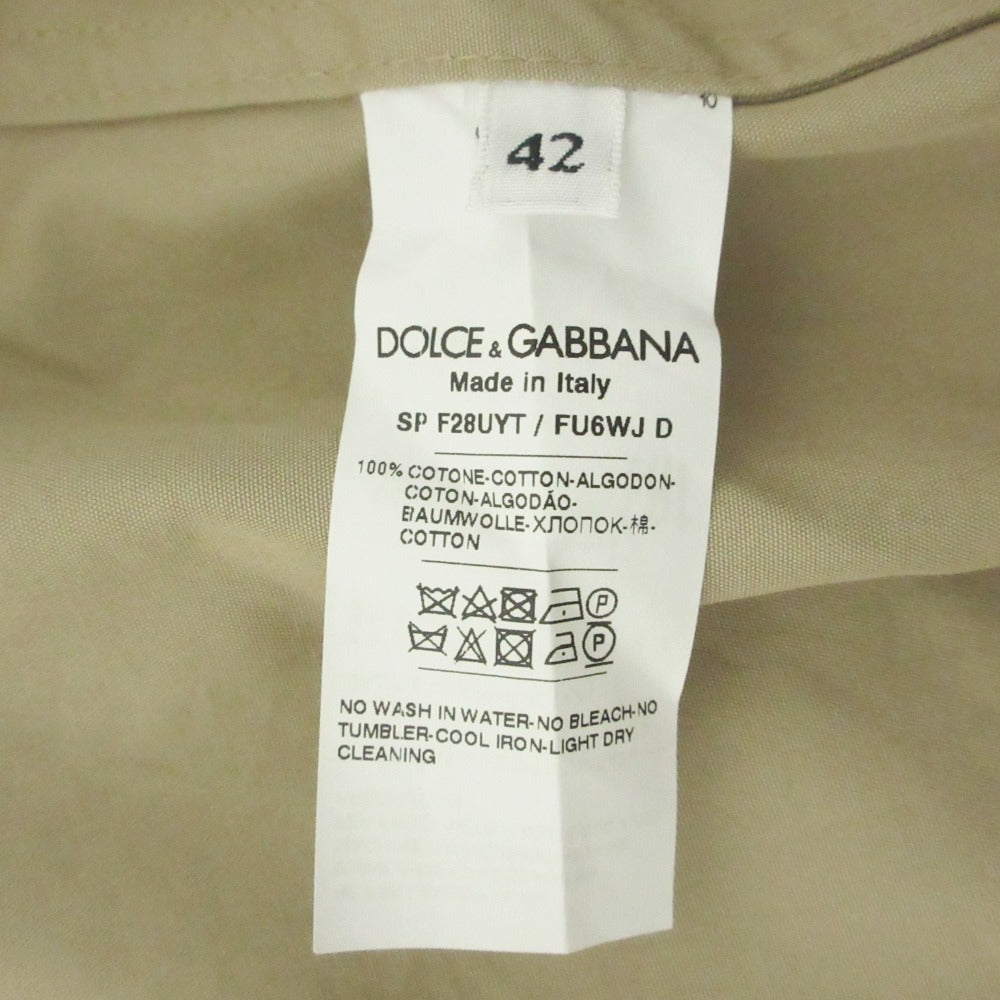 10
42
DOLCE & GABBANA
Made in Italy
SP F28UYT / FU6WJ D
100% COTONE-COTTON-ALGODON-
COTON-ALGODÃO-
BAUMWOLLE-ХЛОПОК-棉-
COTTON
P
P
NO WASH IN WATER-NO BLEACH-NO
TUMBLER-COOL IRON-LIGHT DRY
CLEANING